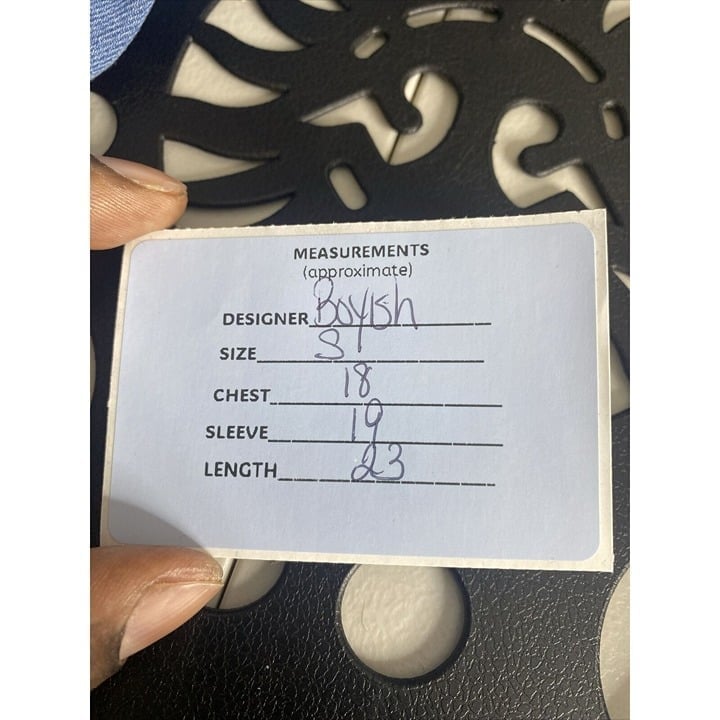 MEASUREMENTS
(approximate)
DESIGNER Boyish
SIZE S
CHEST 18
SLEEVE 19
LENGTH 23